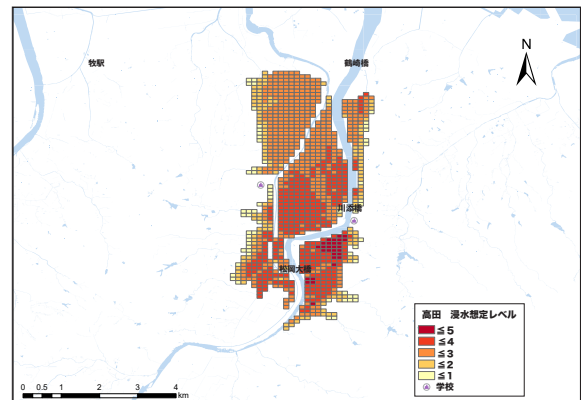 牧駅
鶴崎橋
N
川添橋
松岡大橋
高田 浸水想定レベル
≦5
≦4
≦3
≦2
≦1
学校
0 0.5 1 2 3 4
km